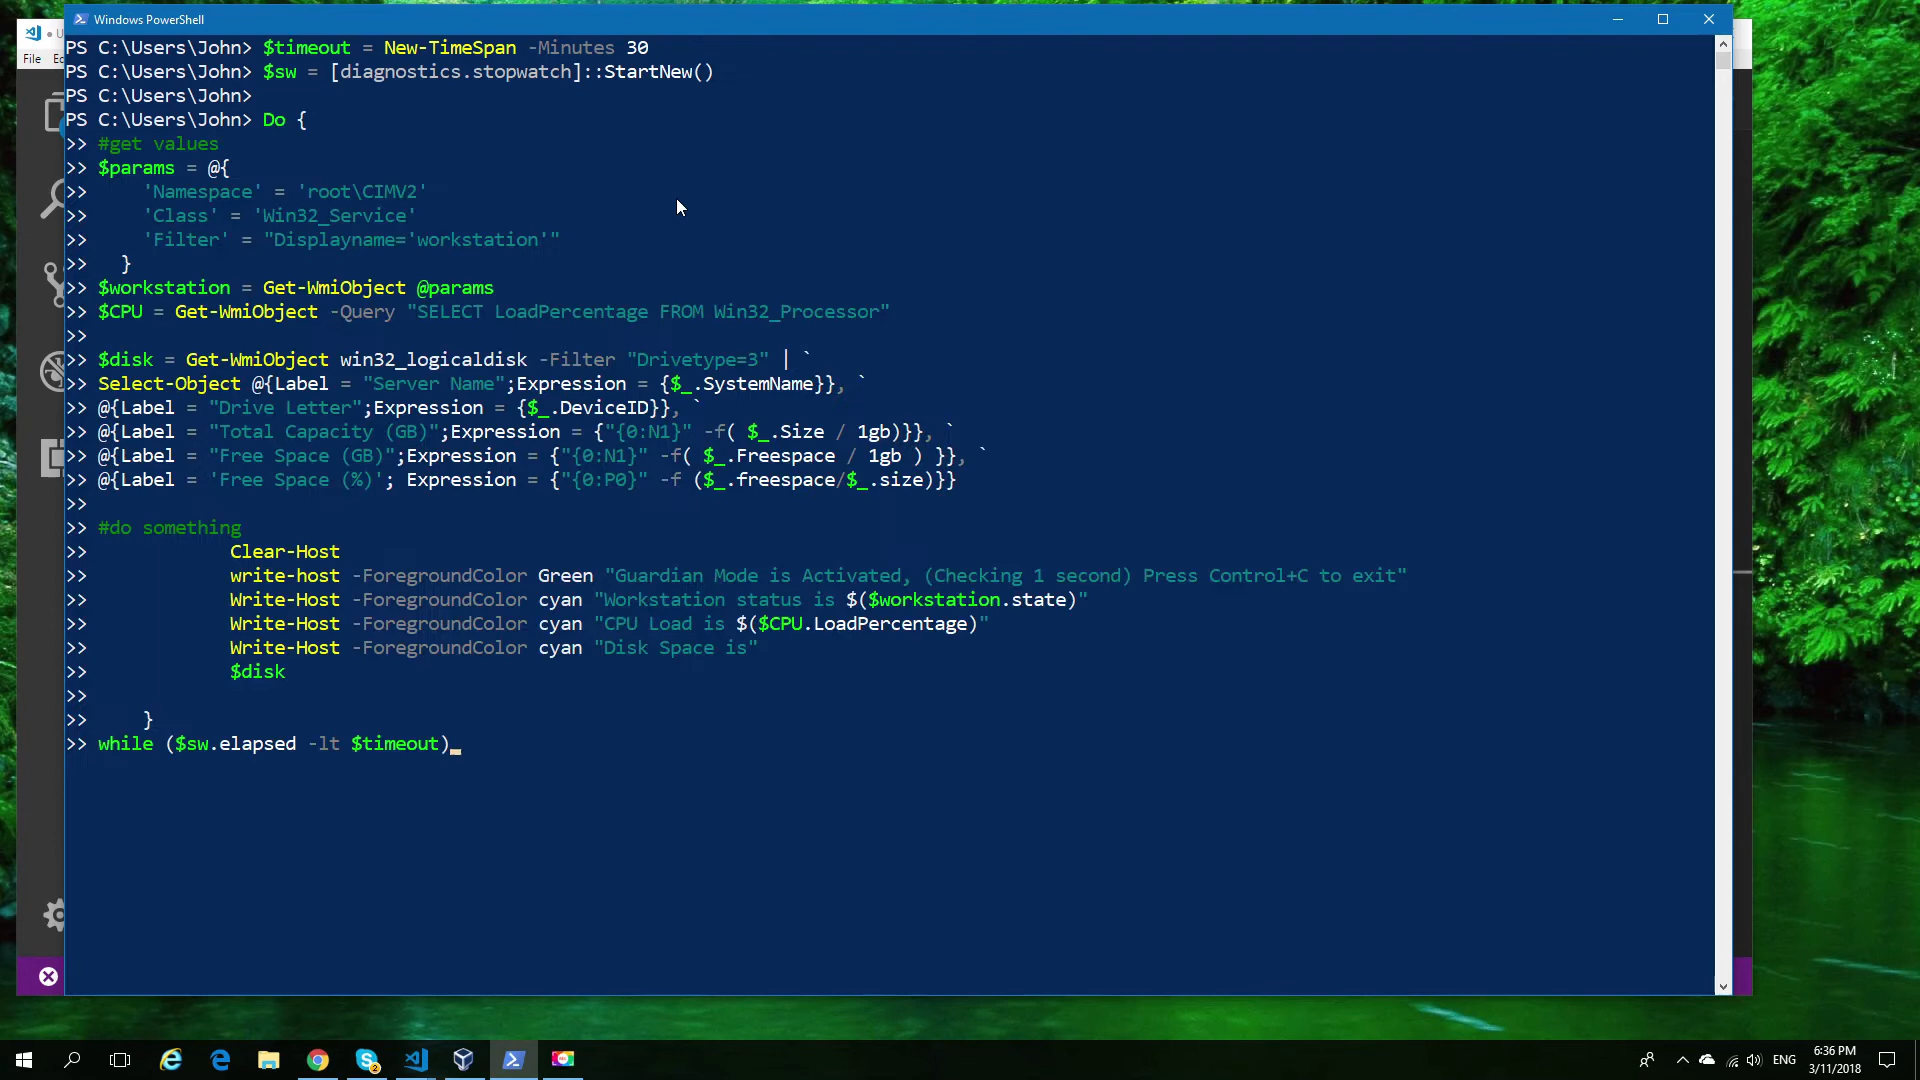 Windows PowerShell
File
PS C:\Users\John> $timeout = New-TimeSpan -Minutes 30
PS C:\Users\John> $sw = [diagnostics.stopwatch]::StartNew()
PS C:\Users\John>
PS C:\Users\John> Do {
>> #get values
>> $params = @{
>>     'Namespace' = 'root\CIMV2'
>>     'Class' = 'Win32_Service'
>>     'Filter' = "Displayname='workstation'"
>>   }
>> $workstation = Get-WmiObject @params
>> $CPU = Get-WmiObject -Query "SELECT LoadPercentage FROM Win32_Processor"
>>
>> $disk = Get-WmiObject win32_logicaldisk -Filter "Drivetype=3" | `
>> Select-Object @{Label = "Server Name";Expression = {$_.SystemName}}, `
>> @{Label = "Drive Letter";Expression = {$_.DeviceID}}, `
>> @{Label = "Total Capacity (GB)";Expression = {"{0:N1}" -f( $_.Size / 1gb)}}, `
>> @{Label = "Free Space (GB)";Expression = {"{0:N1}" -f( $_.Freespace / 1gb ) }}, `
>> @{Label = 'Free Space (%)'; Expression = {"{0:P0}" -f ($_.freespace/$_.size)}}
>>
>> #do something
>>             Clear-Host
>>             write-host -ForegroundColor Green "Guardian Mode is Activated, (Checking 1 second) Press Control+C to exit"
>>             Write-Host -ForegroundColor cyan "Workstation status is $($workstation.state)"
>>             Write-Host -ForegroundColor cyan "CPU Load is $($CPU.LoadPercentage)"
>>             Write-Host -ForegroundColor cyan "Disk Space is"
>>             $disk
>>
>>     }
>> while ($sw.elapsed -lt $timeout)_
2
ENG
6:36 PM
3/11/2018